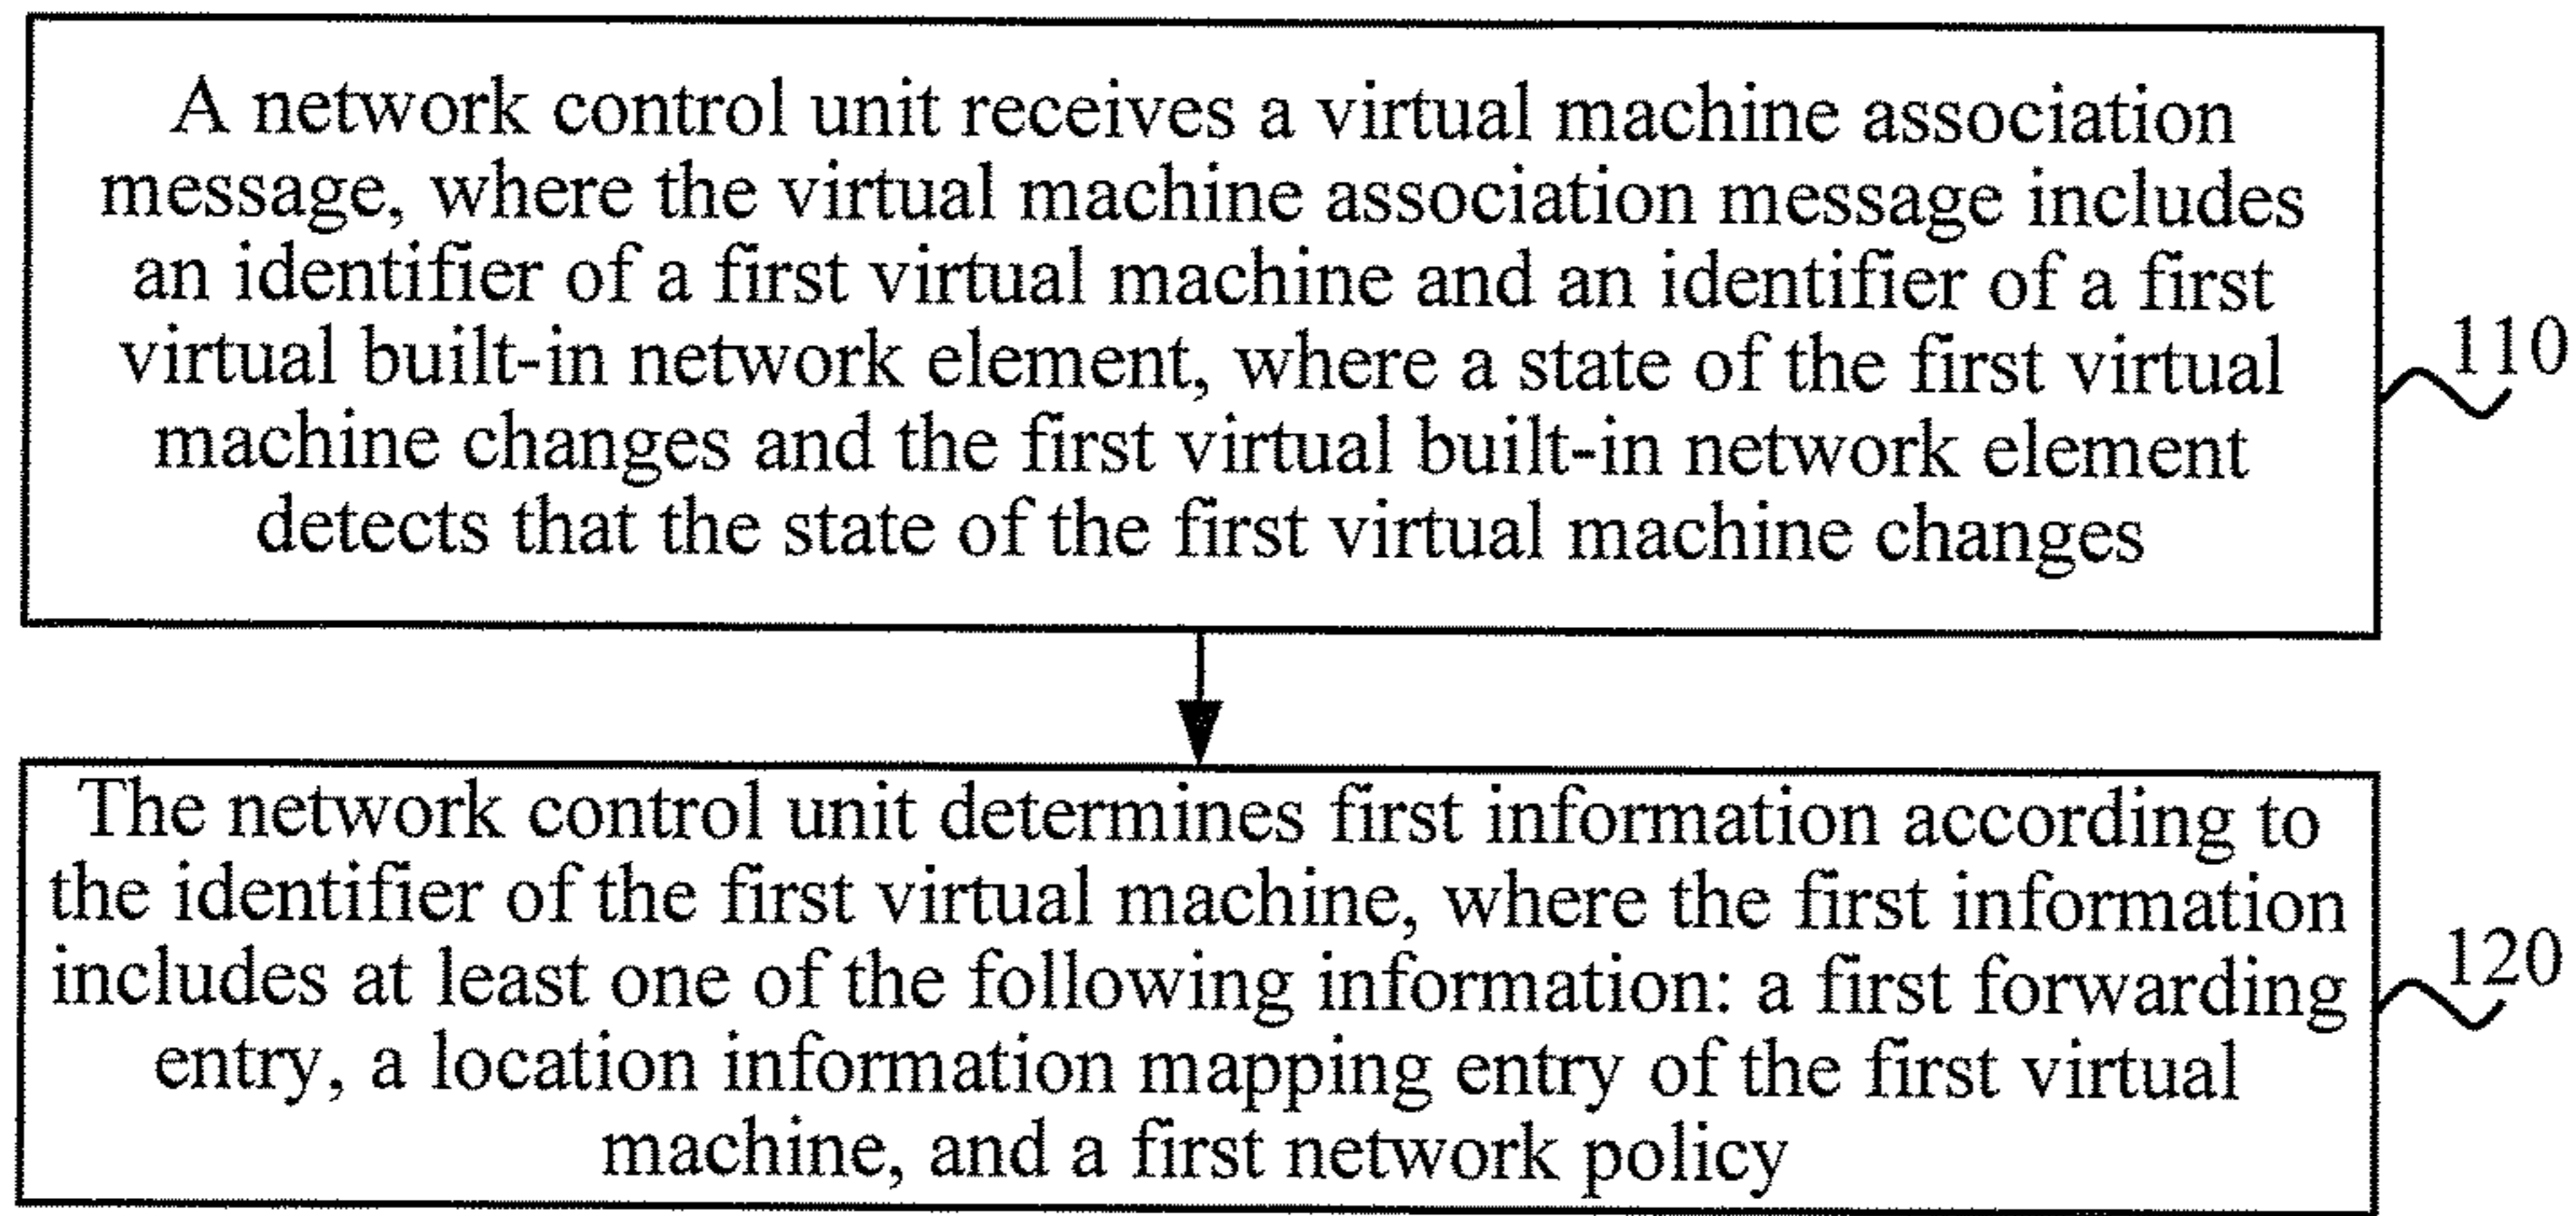 A network control unit receives a virtual machine association
message, where the virtual machine association message includes
an identifier of a first virtual machine and an identifier of a first
virtual built-in network element, where a state of the first virtual
machine changes and the first virtual built-in network element
detects that the state of the first virtual machine changes
110
The network control unit determines first information according to
the identifier of the first virtual machine, where the first information
includes at least one of the following information: a first forwarding
entry, a location information mapping entry of the first virtual
machine, and a first network policy
120